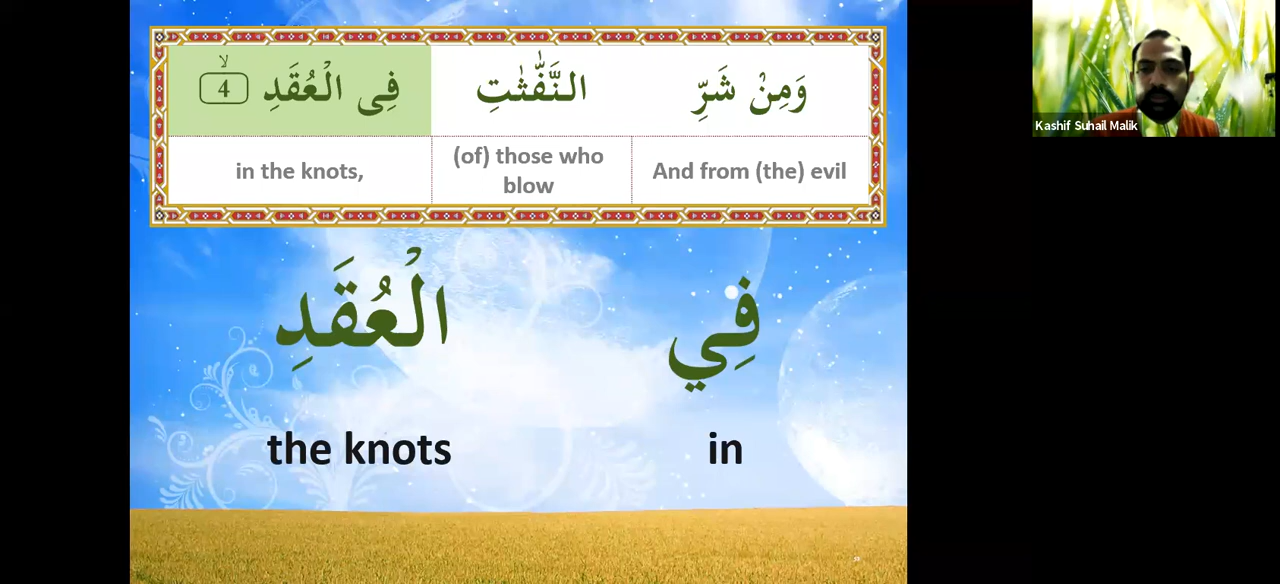 وَمِنْ شَرِّ النَّفّٰثٰتِ فِى الْعُقَدِ ۙ 4
And from (the) evil
(of) those who
blow
in the knots,
فِي الْعُقَدِ
in
the knots
Kashif Suhail Malik